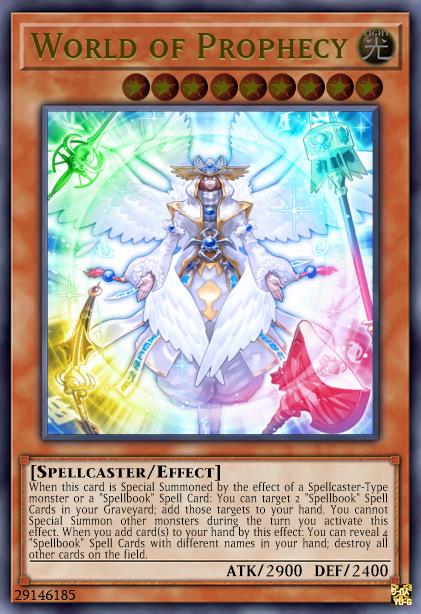 WORLD OF PROPHECY
LIGHT
光
[SPELLCASTER/EFFECT]
When this card is Special Summoned by the effect of a Spellcaster-Type
monster or a "Spellbook" Spell Card: You can target 2 "Spellbook" Spell
Cards in your Graveyard; add those targets to your hand. You cannot
Special Summon other monsters during the turn you activate this
effect. When you add card(s) to your hand by this effect: You can reveal 4
"Spellbook" Spell Cards with different names in your hand; destroy all
other cards on the field.
ATK/2900 DEF/2400
29146185